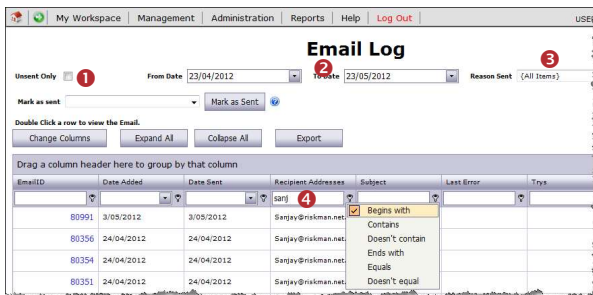 My Workspace | Management | Administration | Reports | Help | Log Out | USE
Email Log
Unsent Only 1 From Date 23/04/2012 2 To Date 23/05/2012 3 Reason Sent {All Items}
Mark as sent Mark as Sent
Double Click a row to view the Email.
Change Columns Expand All Collapse All Export
Drag a column header here to group by that column
EmailID Date Added Date Sent Recipient Addresses Subject Last Error Trys
sanj 4
80991 3/05/2012 3/05/2012 Sanjay@riskman.net.
80356 24/04/2012 24/04/2012 Sanjay@riskman.net.
80354 24/04/2012 24/04/2012 Sanjay@riskman.net.
80351 24/04/2012 24/04/2012 Sanjay@riskman.net.
Begins with
Contains
Doesn't contain
Ends with
Equals
Doesn't equal